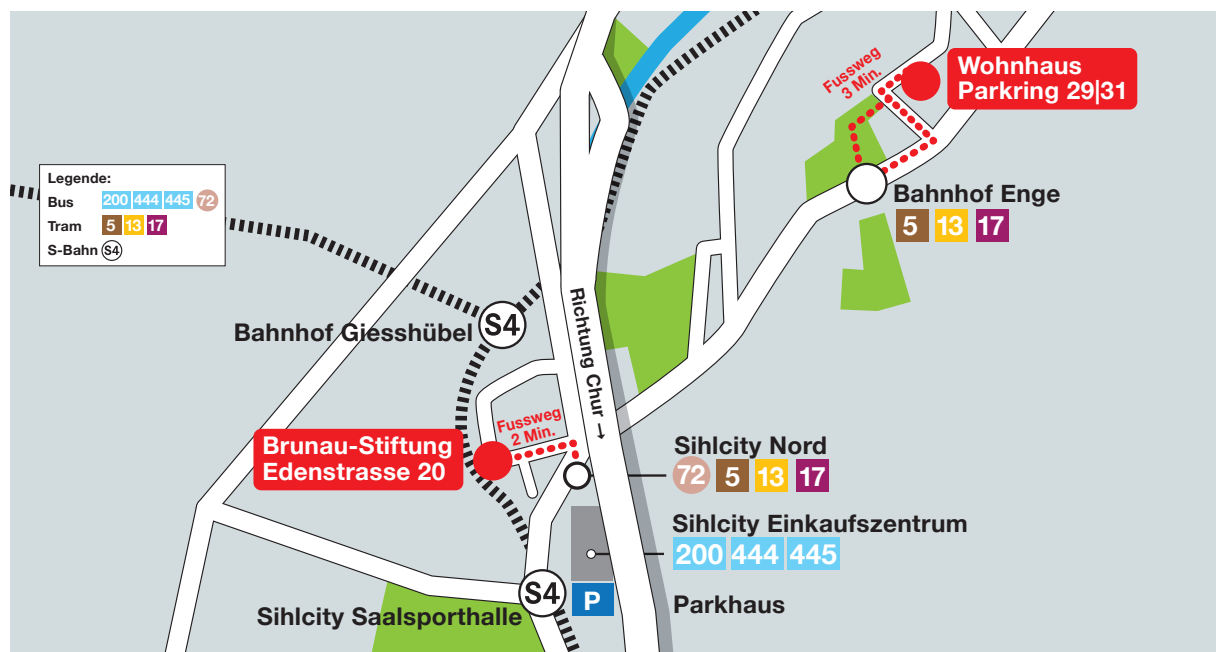 Wohnhaus
Parkring 29|31
Fussweg
3 Min.
Bahnhof Enge
5 13 17
Legende:
Bus 200 444 445 72
Tram 5 13 17
S-Bahn S4
Bahnhof Giesshübel S4
Richtung Chur →
Fussweg
2 Min.
Brunau-Stiftung
Edenstrasse 20
Sihlcity Nord
72 5 13 17
Sihlcity Einkaufszentrum
200 444 445
Sihlcity Saalsporthalle S4
P Parkhaus